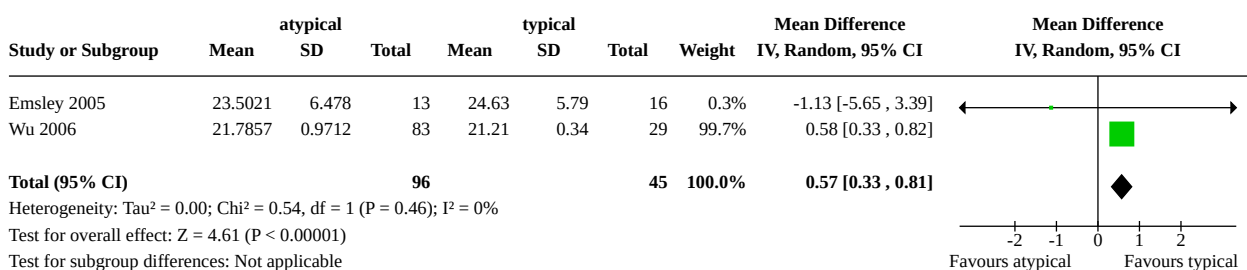 atypical typical Mean Difference Mean Difference
Study or Subgroup Mean SD Total Mean SD Total Weight IV, Random, 95% CI IV, Random, 95% CI
Emsley 2005 23.5021 6.478 13 24.63 5.79 16 0.3% -1.13 [-5.65 , 3.39]
Wu 2006 21.7857 0.9712 83 21.21 0.34 29 99.7% 0.58 [0.33 , 0.82]
Total (95% CI) 96 45 100.0% 0.57 [0.33 , 0.81]
Heterogeneity: Tau² = 0.00; Chi² = 0.54, df = 1 (P = 0.46); I² = 0%
Test for overall effect: Z = 4.61 (P < 0.00001) -2 -1 0 1 2
Test for subgroup differences: Not applicable Favours atypical Favours typical